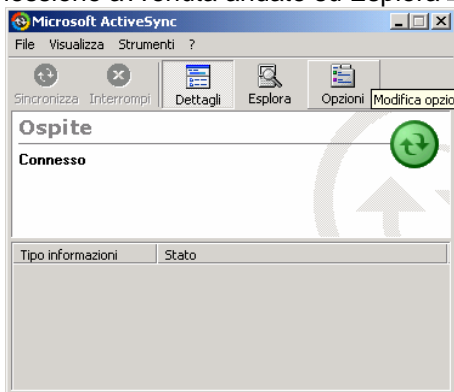 Microsoft ActiveSync
File Visualizza Strumenti ?
Sincronizza Interrompi Dettagli Esplora Opzioni Modifica opzio
Ospite
Connesso
Tipo informazioni Stato